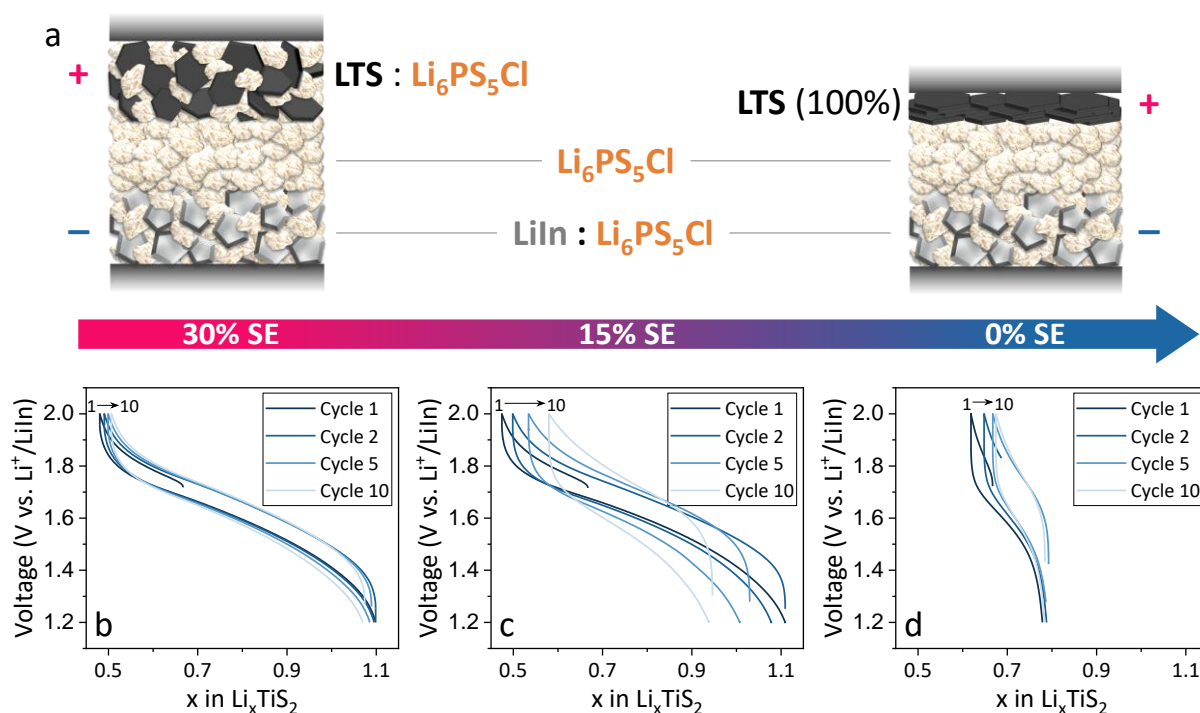 a
+
LTS : Li₆PS₅Cl
LTS (100%)
+
Li₆PS₅Cl
–
LiIn : Li₆PS₅Cl
–
30% SE
15% SE
0% SE
Voltage (V vs. Li⁺/LiIn)
2.0
1.8
1.6
1.4
1.2
1→10
Cycle 1
Cycle 2
Cycle 5
Cycle 10
b
0.5
0.7
0.9
1.1
x in LiₓTiS₂
Voltage (V vs. Li⁺/LiIn)
2.0
1.8
1.6
1.4
1.2
1→10
Cycle 1
Cycle 2
Cycle 5
Cycle 10
c
0.5
0.7
0.9
1.1
x in LiₓTiS₂
Voltage (V vs. Li⁺/LiIn)
2.0
1.8
1.6
1.4
1.2
1→10
Cycle 1
Cycle 2
Cycle 5
Cycle 10
d
0.5
0.7
0.9
1.1
x in LiₓTiS₂